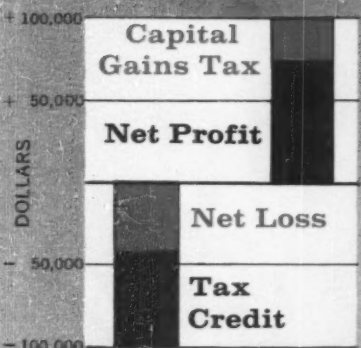 + 100,000
Capital
Gains Tax
+ 50,000
Net Profit
DOLLARS
Net Loss
- 50,000
Tax
Credit
- 100,000